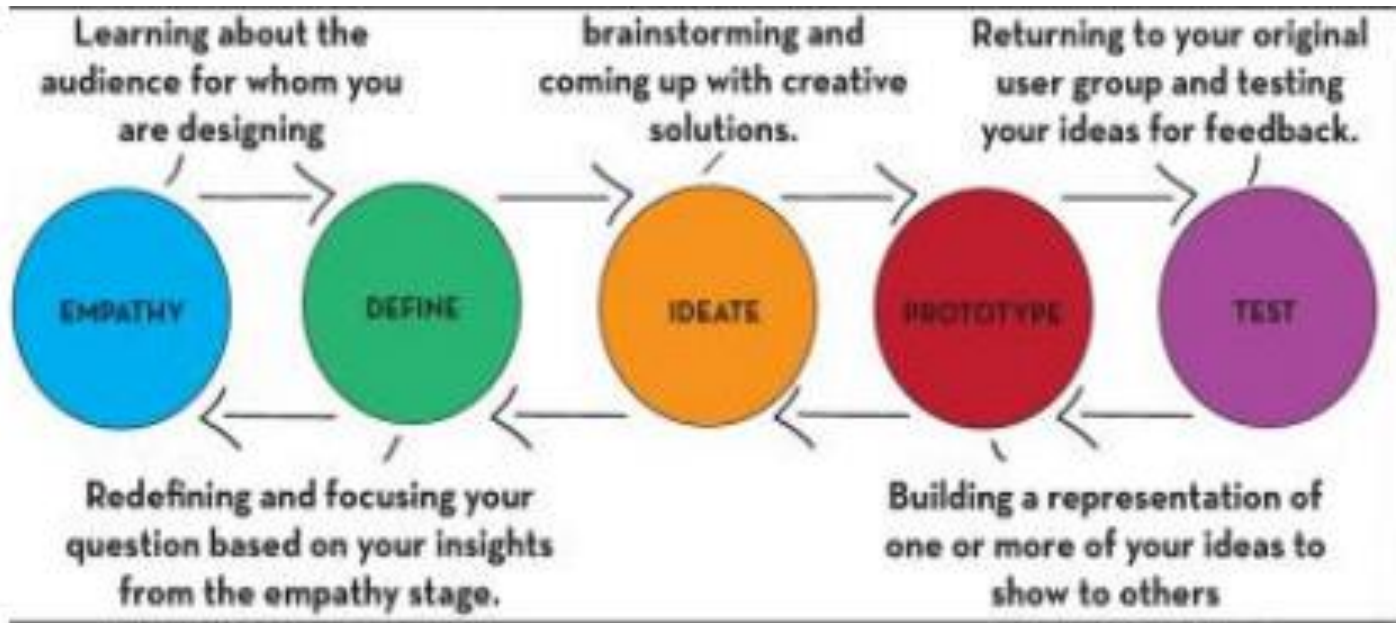 Learning about the
audience for whom you
are designing
brainstorming and
coming up with creative
solutions.
Returning to your original
user group and testing
your ideas for feedback.
EMPATHY
DEFINE
IDEATE
PROTOTYPE
TEST
Redefining and focusing your
question based on your insights
from the empathy stage.
Building a representation of
one or more of your ideas to
show to others